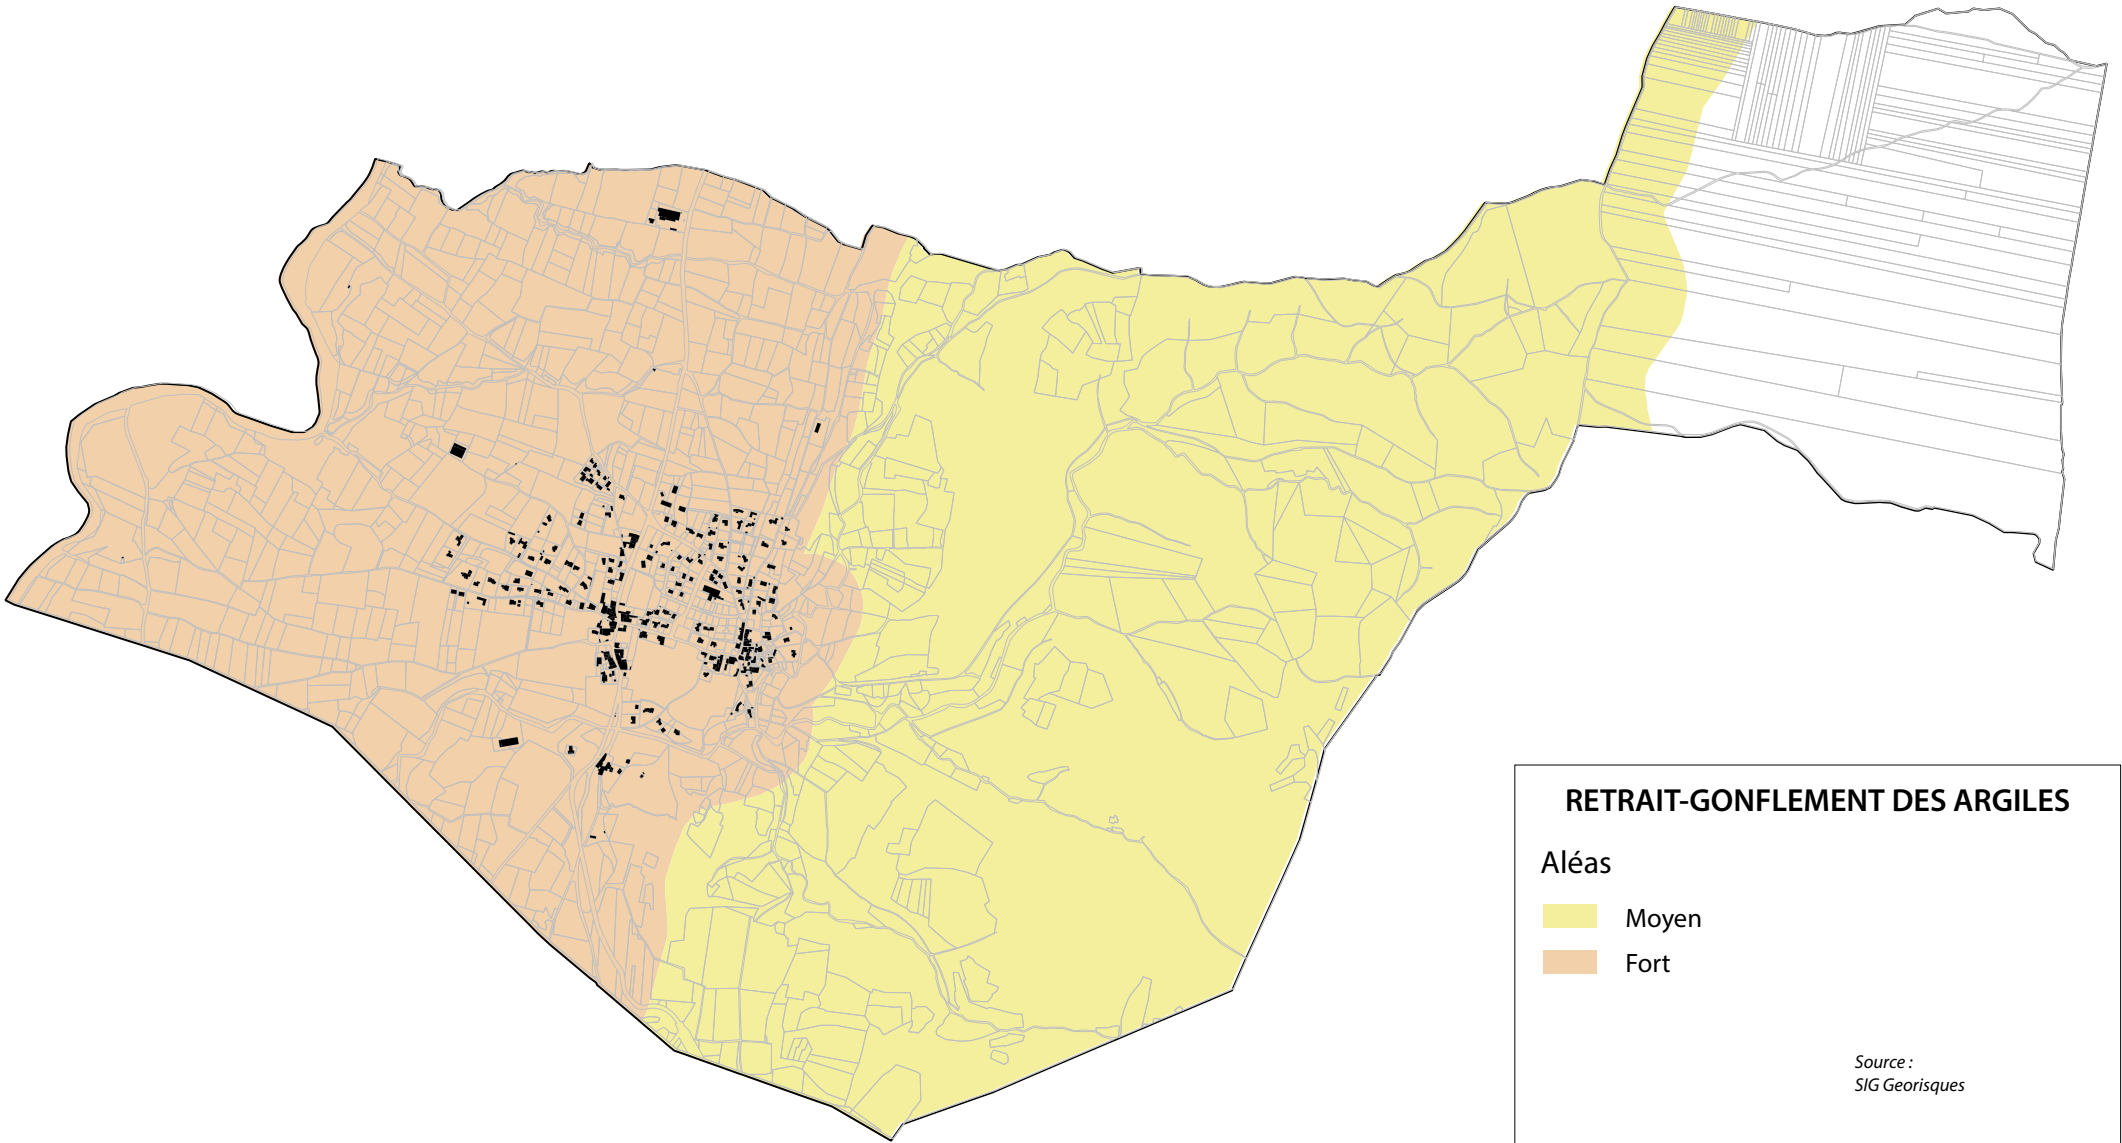 RETRAIT-GONFLEMENT DES ARGILES
Aléas
Moyen
Fort
Source :
SIG Georisques